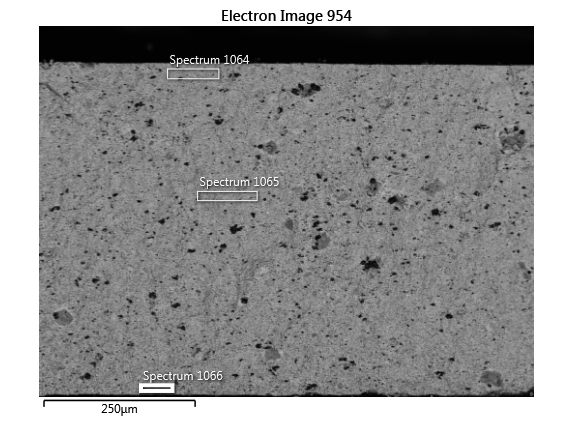 Electron Image 954
Spectrum 1064
Spectrum 1065
Spectrum 1066
250µm